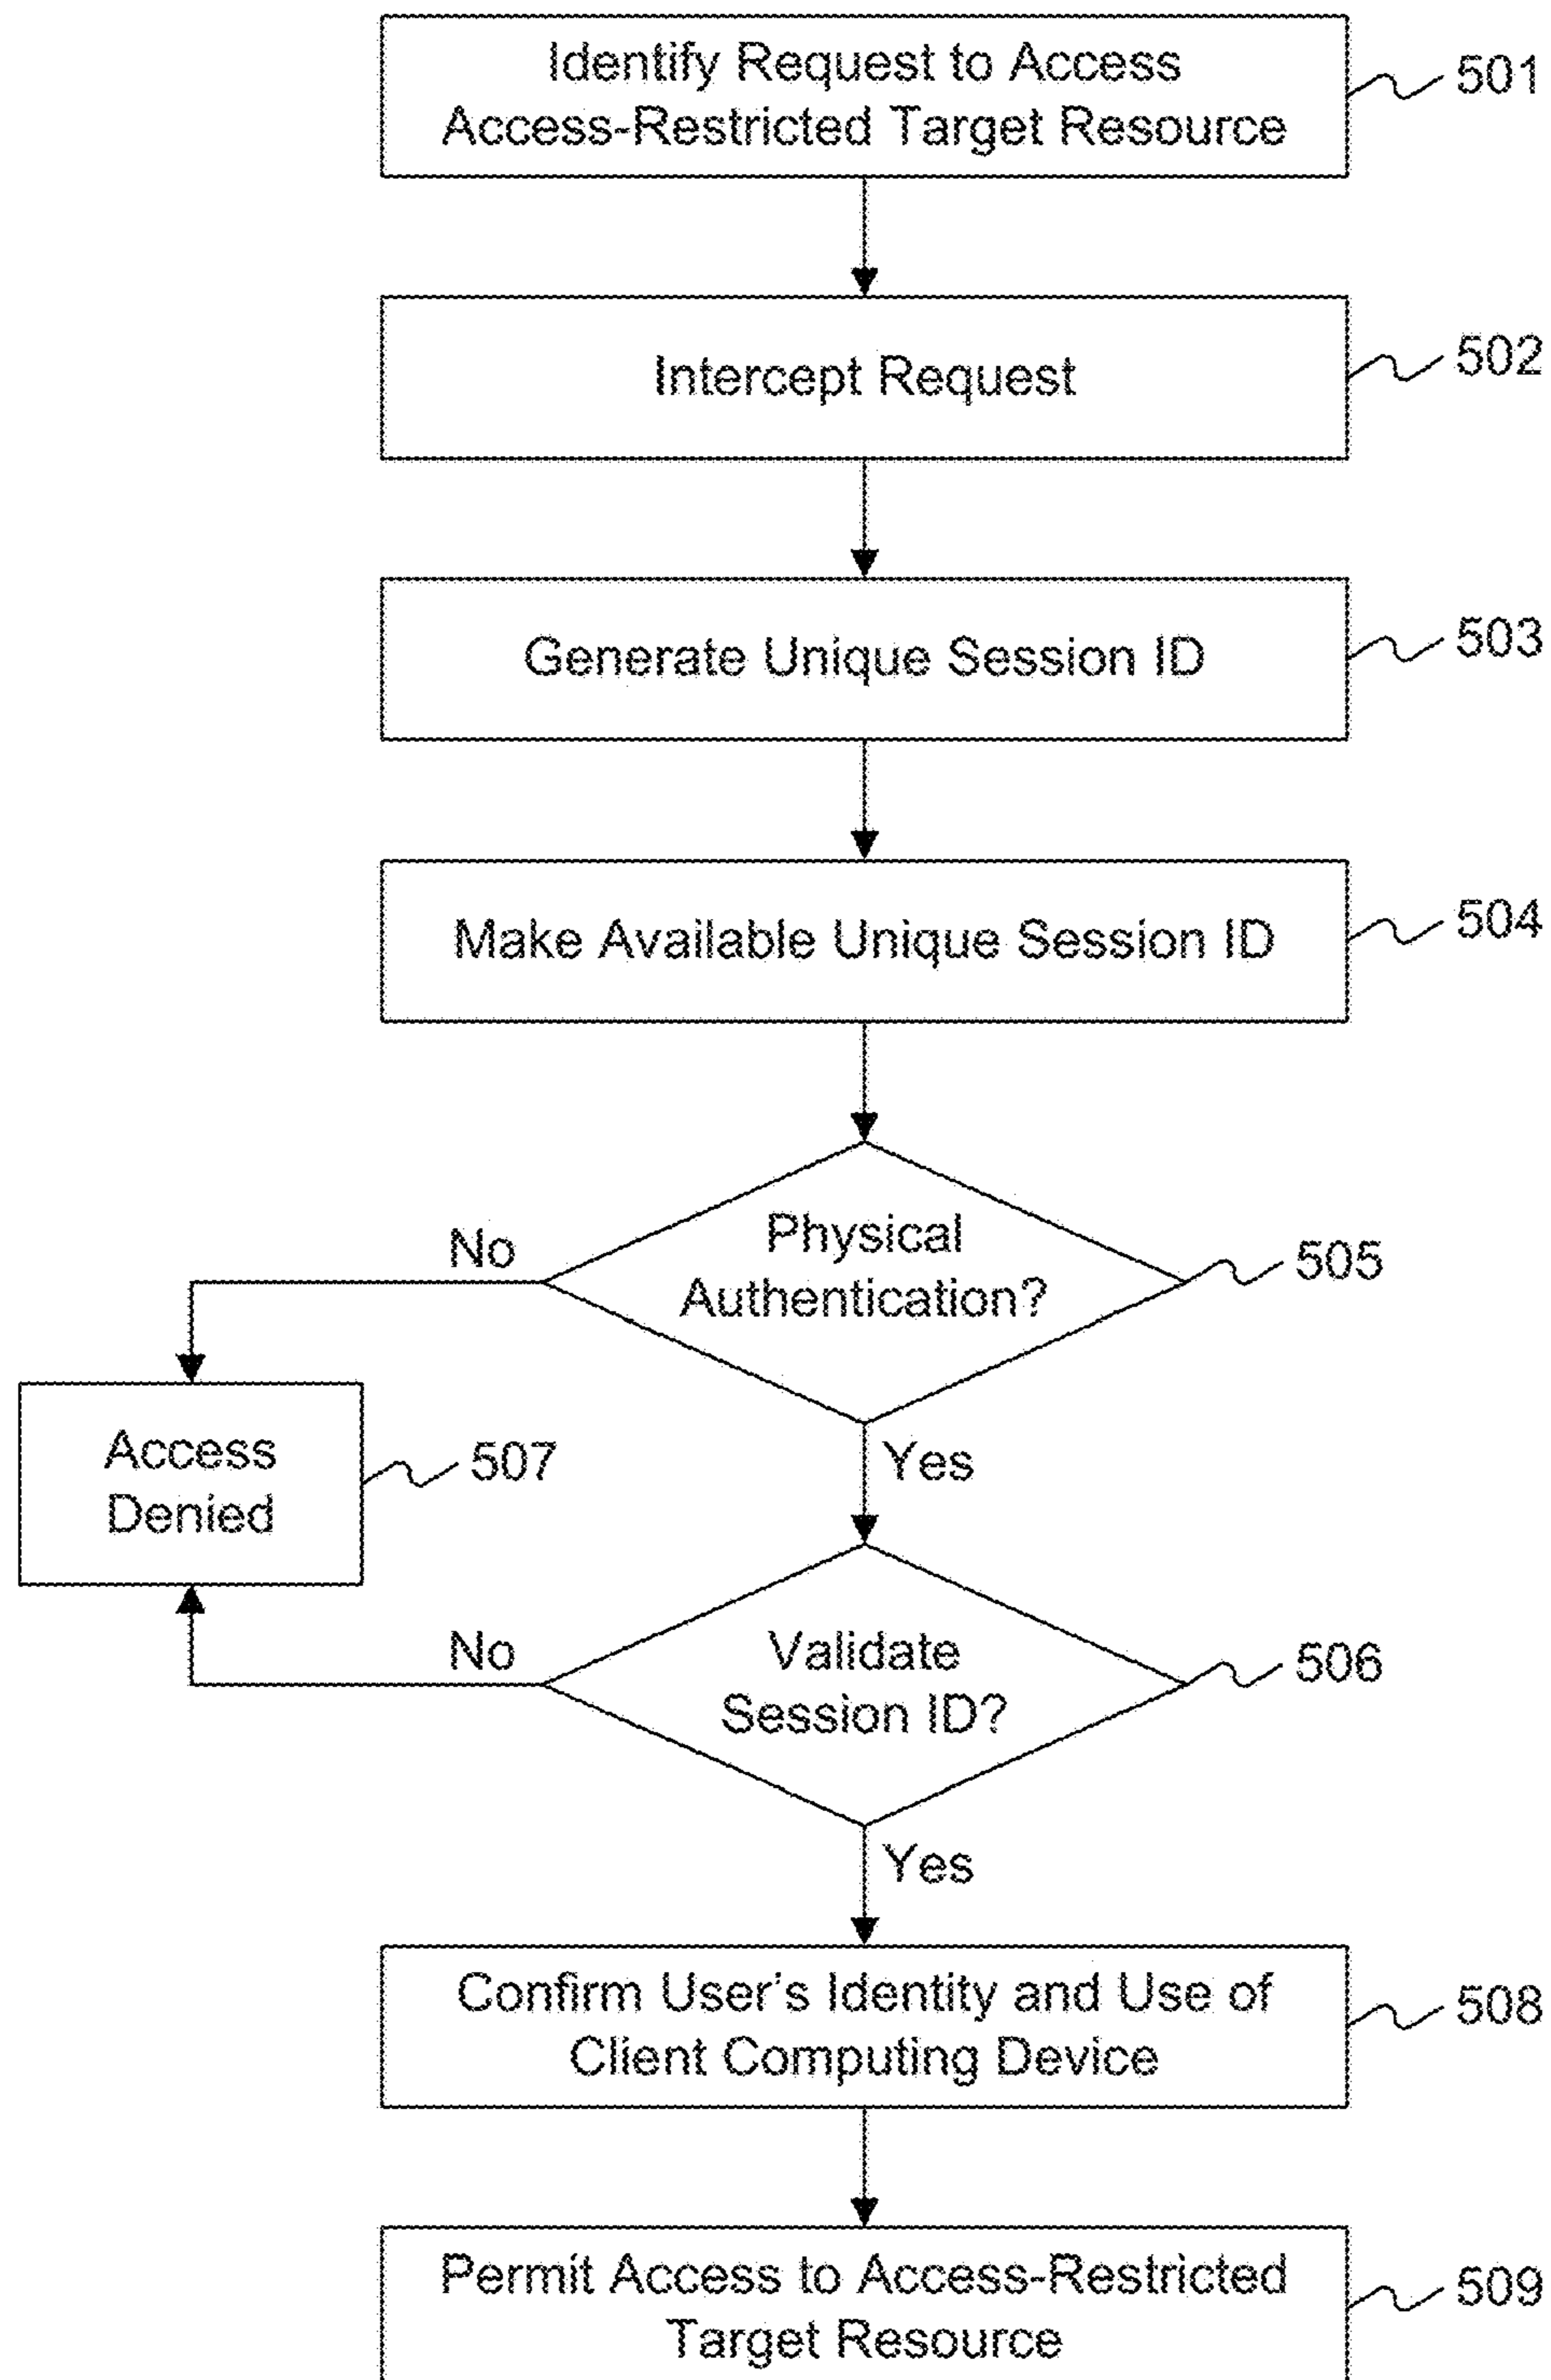 Identify Request to Access
Access-Restricted Target Resource
501
Intercept Request
502
Generate Unique Session ID
503
Make Available Unique Session ID
504
Physical
Authentication?
505
No
Yes
Access
Denied
507
Validate
Session ID?
506
No
Yes
Confirm User’s Identity and Use of
Client Computing Device
508
Permit Access to Access-Restricted
Target Resource
509